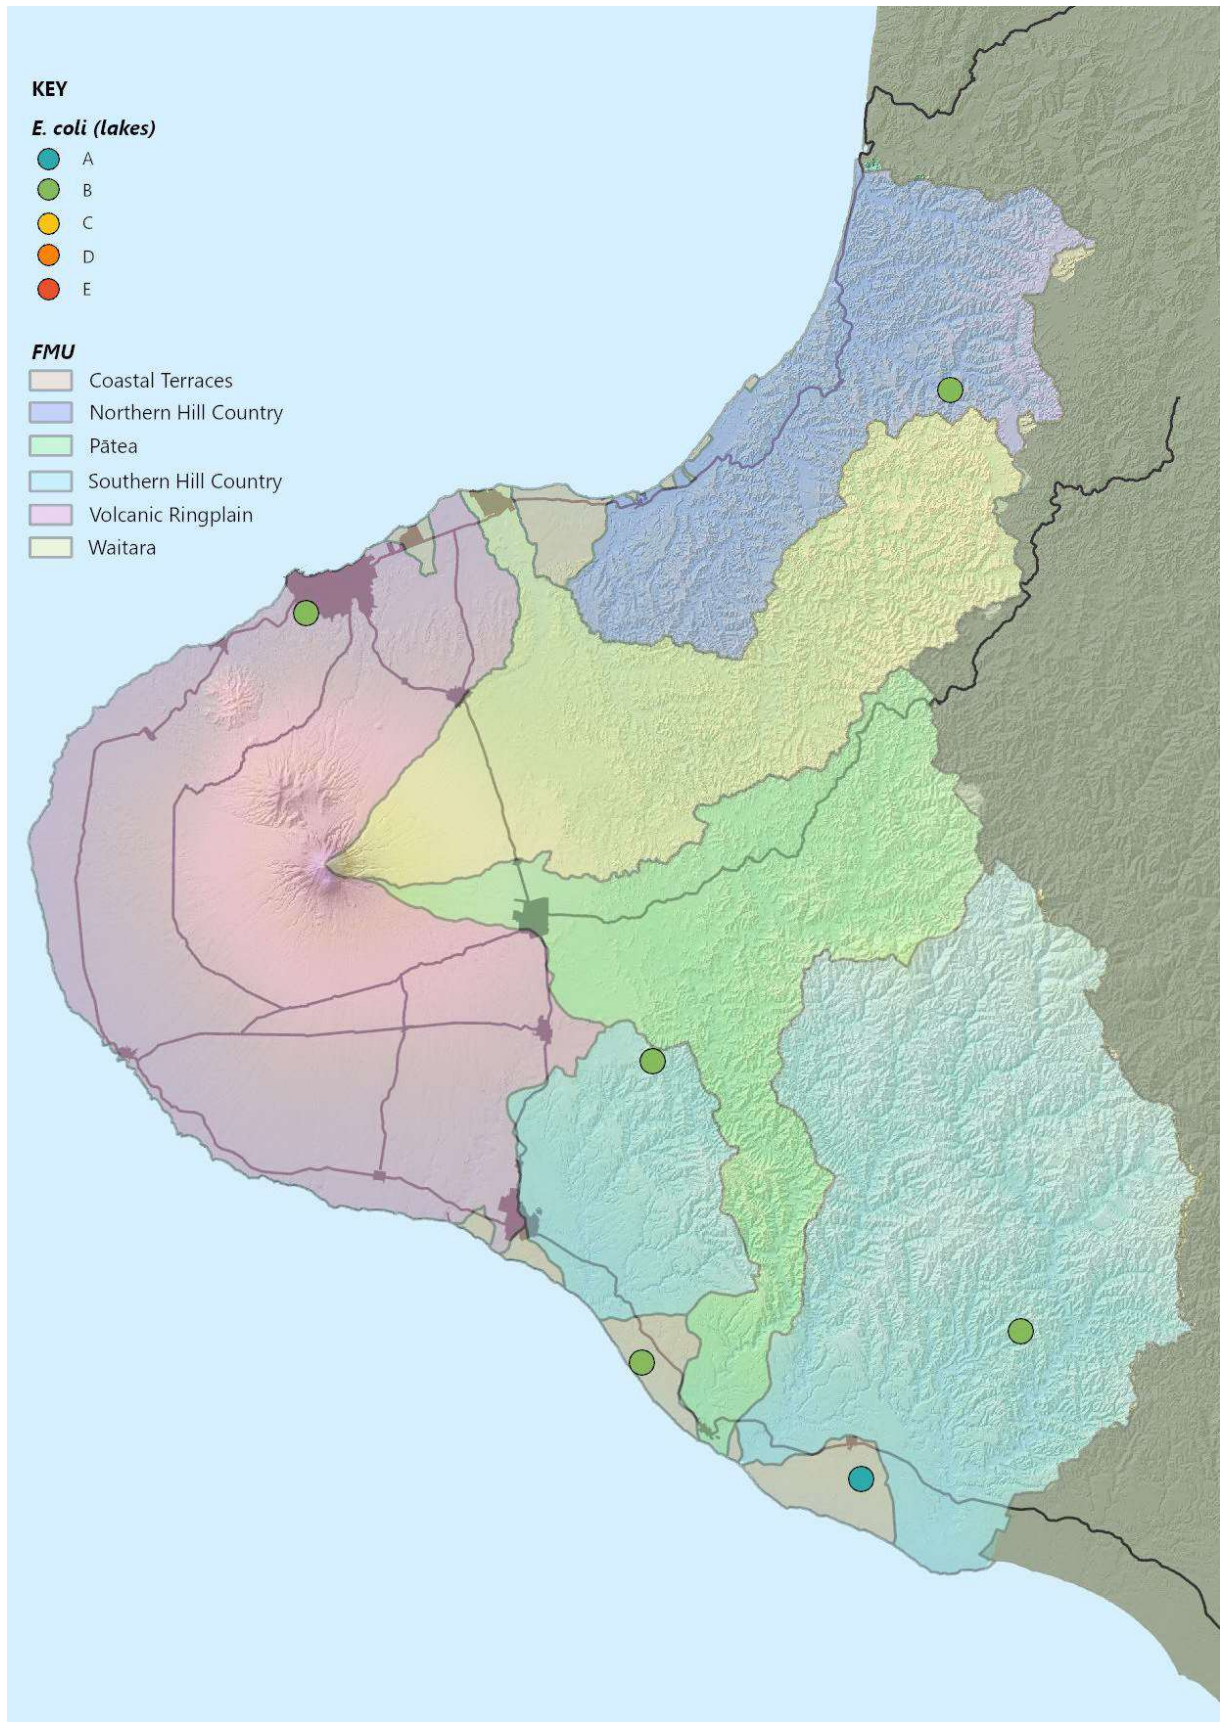 KEY
E. coli (lakes)
A
B
C
D
E
FMU
Coastal Terraces
Northern Hill Country
Pātea
Southern Hill Country
Volcanic Ringplain
Waitara